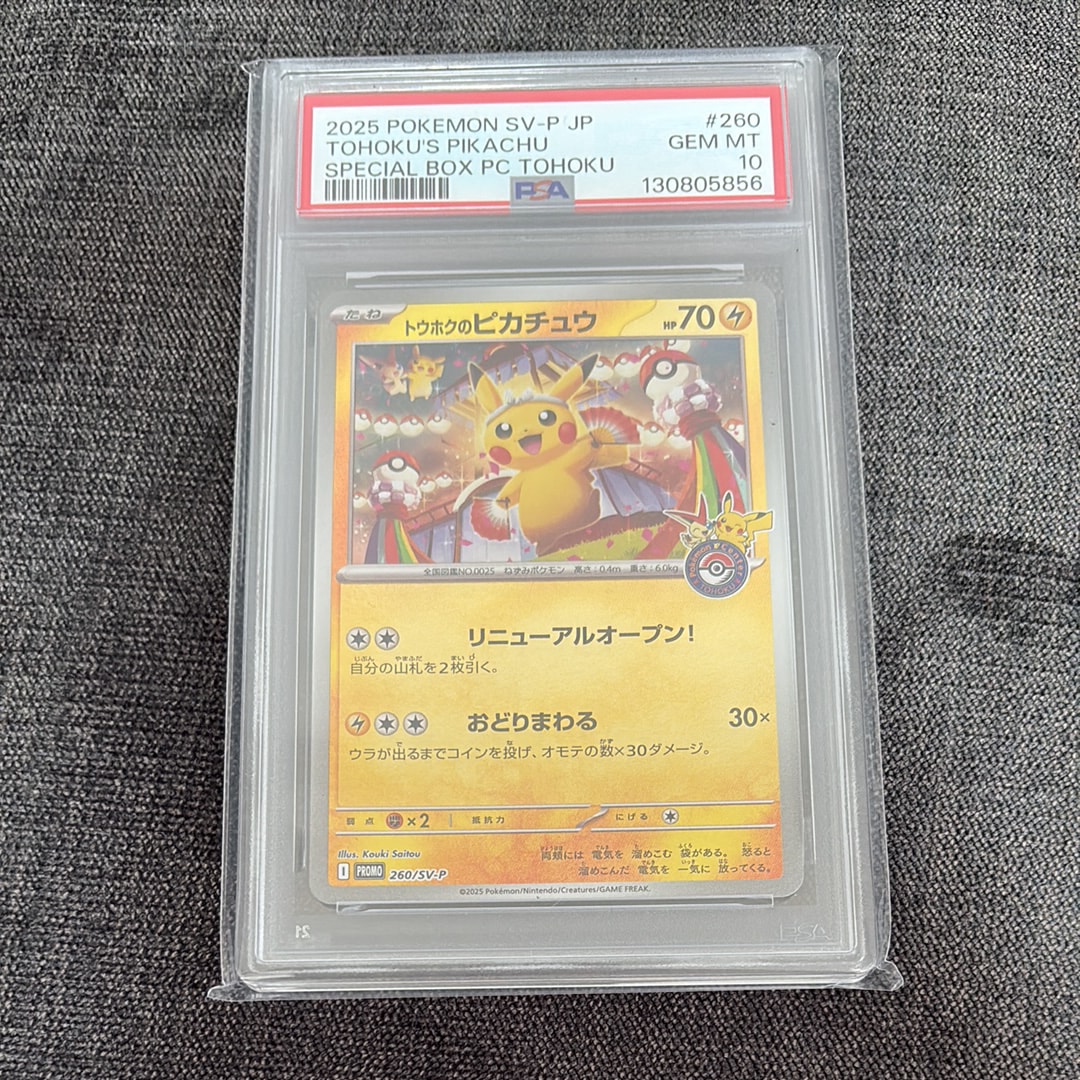 2025 POKEMON SV-P JP #260
TOHOKU'S PIKACHU GEM MT
SPECIAL BOX PC TOHOKU 10
PSA 130805856
たね トウホクのピカチュウ HP70
全国図鑑NO.0025 ねずみポケモン 高さ:0.4m 重さ:6.0kg
Pokémon Center
TOHOKU
リニューアルオープン!
自分の山札を2枚引く。
おどりまわる 30×
ウラが出るまでコインを投げ、オモテの数×30ダメージ。
弱点 ×2 抵抗力 にげる
Illus. Kouki Saitou
両頬には 電気を 溜めこむ 袋がある。 怒ると
溜めこんだ 電気を 一気に 放ってくる。
I PROMO 260/SV-P
©2025 Pokémon/Nintendo/Creatures/GAME FREAK.
21 PSA